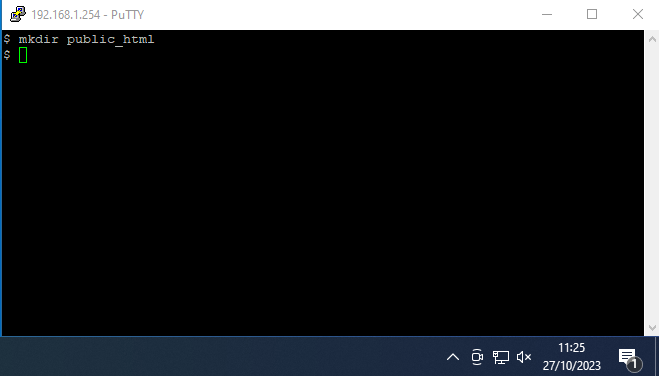 192.168.1.254 - PuTTY
$ mkdir public_html
$
11:25
27/10/2023
1